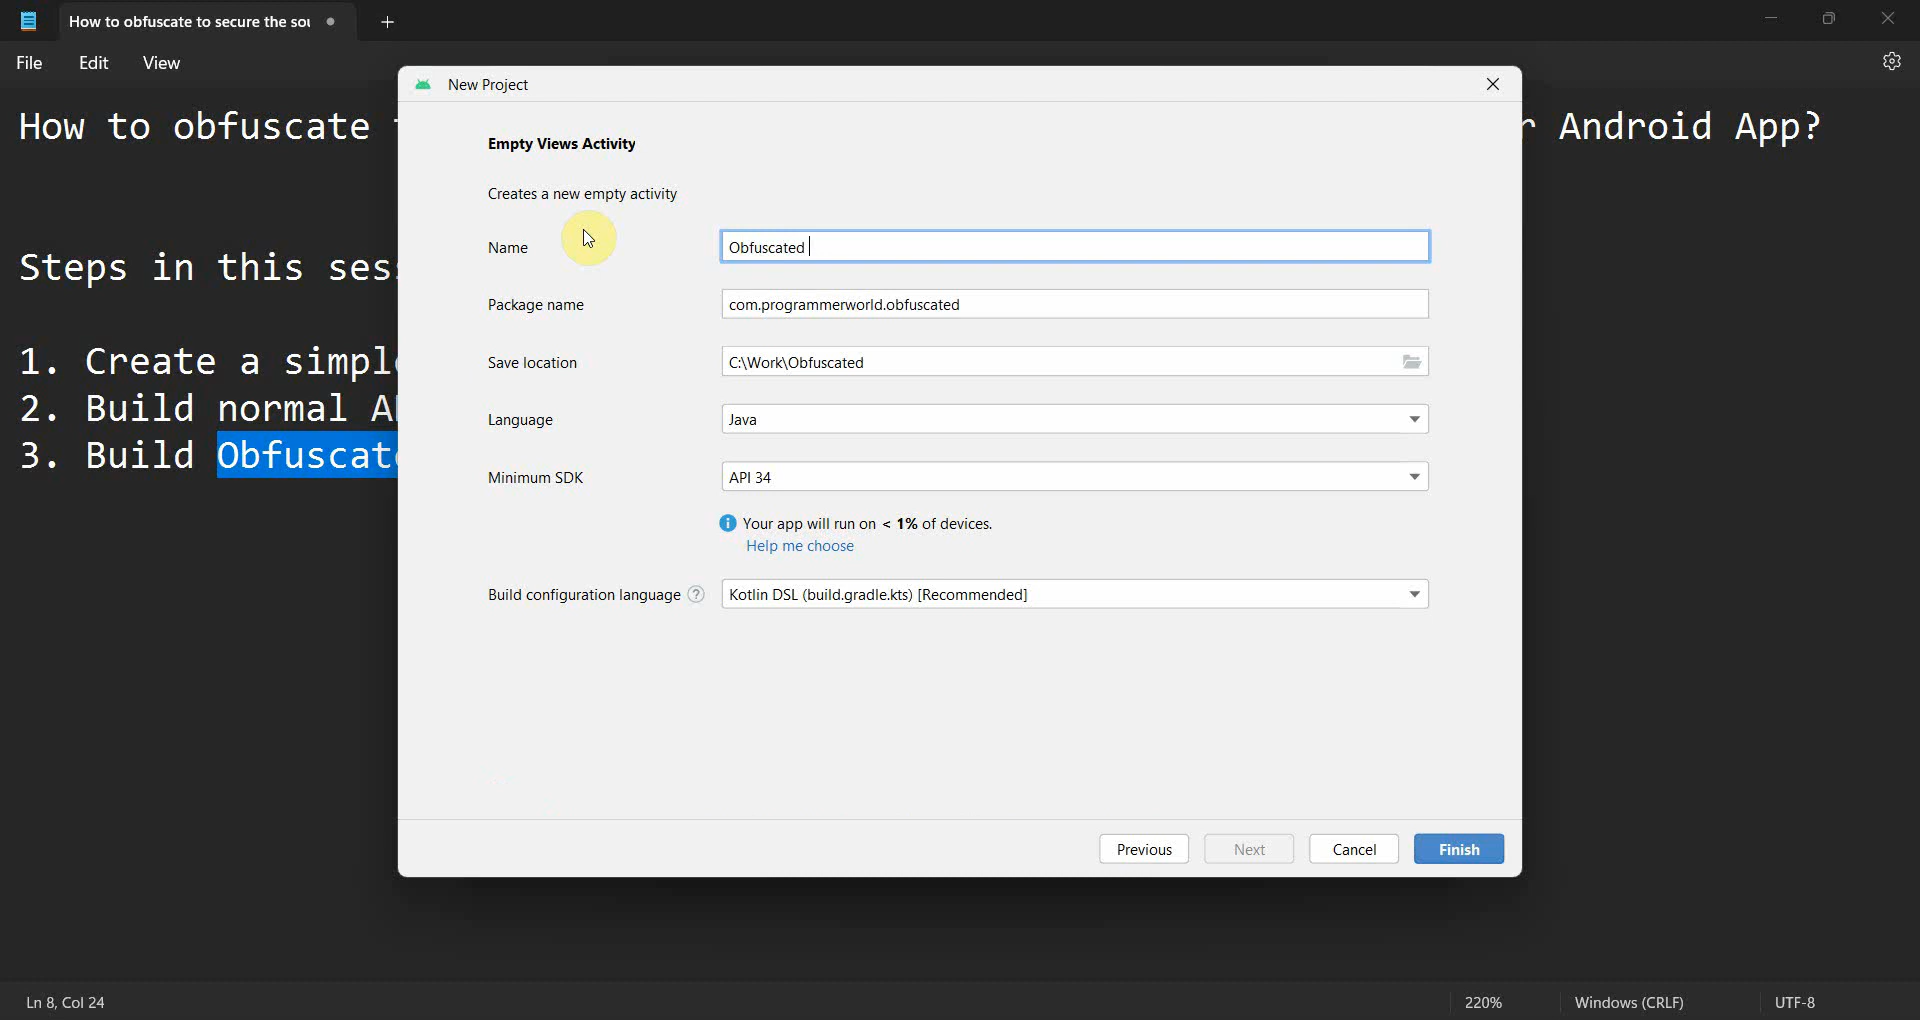 How to obfuscate to secure the sou
File Edit View
How to obfuscate
Android App?
Steps in this
1. Create a
2. Build normal
3. Build
New Project
Empty Views Activity
Creates a new empty activity
Name Obfuscated
Package name com.programmerworld.obfuscated
Save location C:\Work\Obfuscated
Language Java
Minimum SDK API 34
Your app will run on < 1% of devices.
Help me choose
Build configuration language ? Kotlin DSL (build.gradle.kts) [Recommended]
Previous Next Cancel Finish
Ln 8, Col 24 220% Windows (CRLF) UTF-8